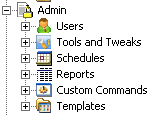 Admin
Users
Tools and Tweaks
Schedules
Reports
Custom Commands
Templates